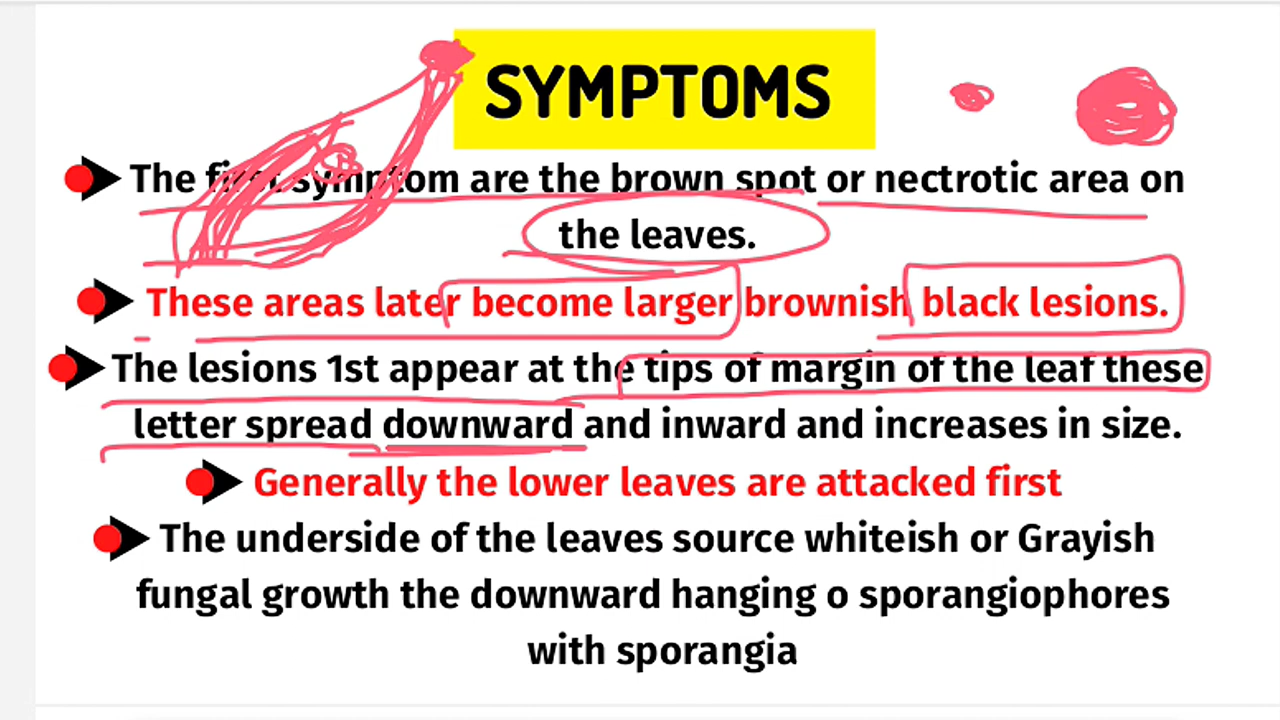 SYMPTOMS
The first symptom are the brown spot or nectrotic area on
the leaves.
These areas later become larger brownish black lesions.
The lesions 1st appear at the tips of margin of the leaf these
letter spread downward and inward and increases in size.
Generally the lower leaves are attacked first
The underside of the leaves source whiteish or Grayish
fungal growth the downward hanging o sporangiophores
with sporangia